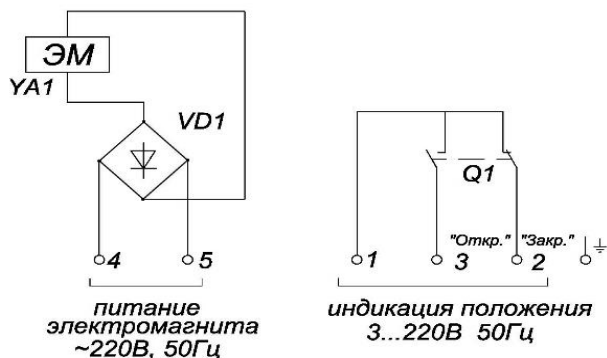 ЭМ
YA1
VD1
Q1
"Откр." "Закр."
4 5 1 3 2
питание
электромагнита
~220В, 50Гц
индикация положения
3...220В 50Гц